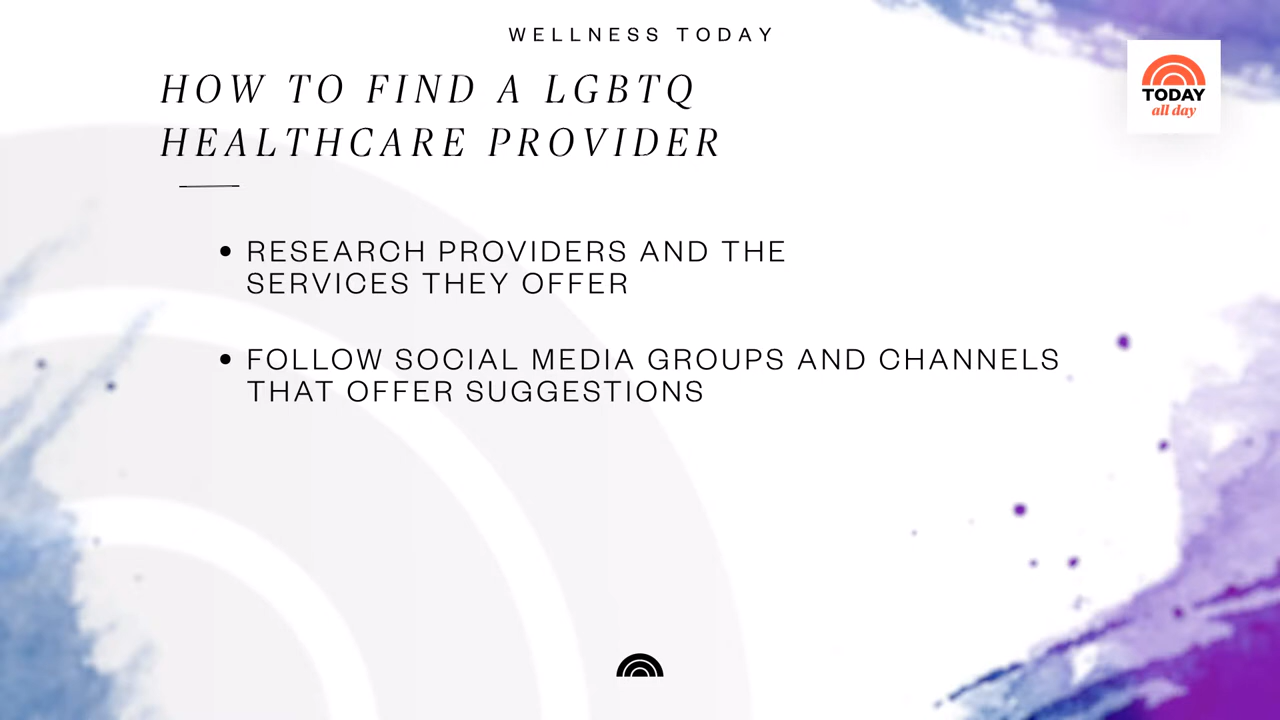 WELLNESS TODAY
HOW TO FIND A LGBTQ
HEALTHCARE PROVIDER
TODAY
all day
• RESEARCH PROVIDERS AND THE
SERVICES THEY OFFER
• FOLLOW SOCIAL MEDIA GROUPS AND CHANNELS
THAT OFFER SUGGESTIONS